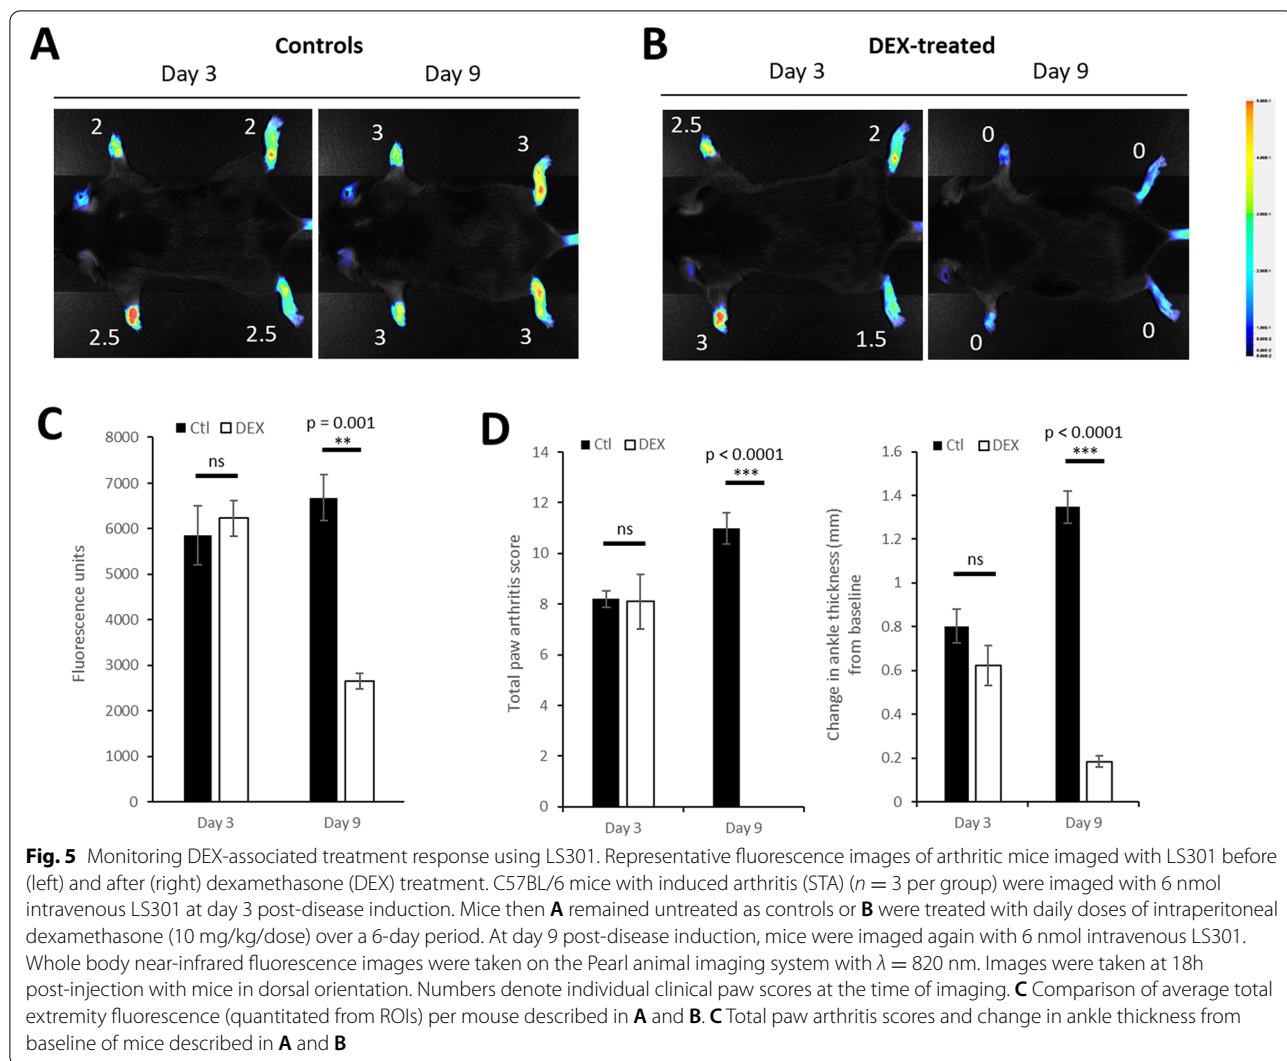 A
Controls
Day 3
Day 9
2
2
2.5
2.5
3
3
3
3
B
DEX-treated
Day 3
Day 9
2.5
2
3
1.5
0
0
0
0
C
Ctl DEX
p = 0.001
**
ns
8000
7000
6000
5000
4000
3000
2000
1000
0
Fluorescence units
Day 3
Day 9
D
Ctl DEX
p < 0.0001
***
ns
14
12
10
8
6
4
2
0
Total paw arthritis score
Day 3
Day 9
Ctl DEX
p < 0.0001
***
ns
1.6
1.4
1.2
1
0.8
0.6
0.4
0.2
0
Change in ankle thickness (mm)
from baseline
Day 3
Day 9
Fig. 5 Monitoring DEX-associated treatment response using LS301. Representative fluorescence images of arthritic mice imaged with LS301 before
(left) and after (right) dexamethasone (DEX) treatment. C57BL/6 mice with induced arthritis (STA) (n = 3 per group) were imaged with 6 nmol
intravenous LS301 at day 3 post-disease induction. Mice then A remained untreated as controls or B were treated with daily doses of intraperitoneal
dexamethasone (10 mg/kg/dose) over a 6-day period. At day 9 post-disease induction, mice were imaged again with 6 nmol intravenous LS301.
Whole body near-infrared fluorescence images were taken on the Pearl animal imaging system with λ = 820 nm. Images were taken at 18h
post-injection with mice in dorsal orientation. Numbers denote individual clinical paw scores at the time of imaging. C Comparison of average total
extremity fluorescence (quantitated from ROIs) per mouse described in A and B. C Total paw arthritis scores and change in ankle thickness from
baseline of mice described in A and B